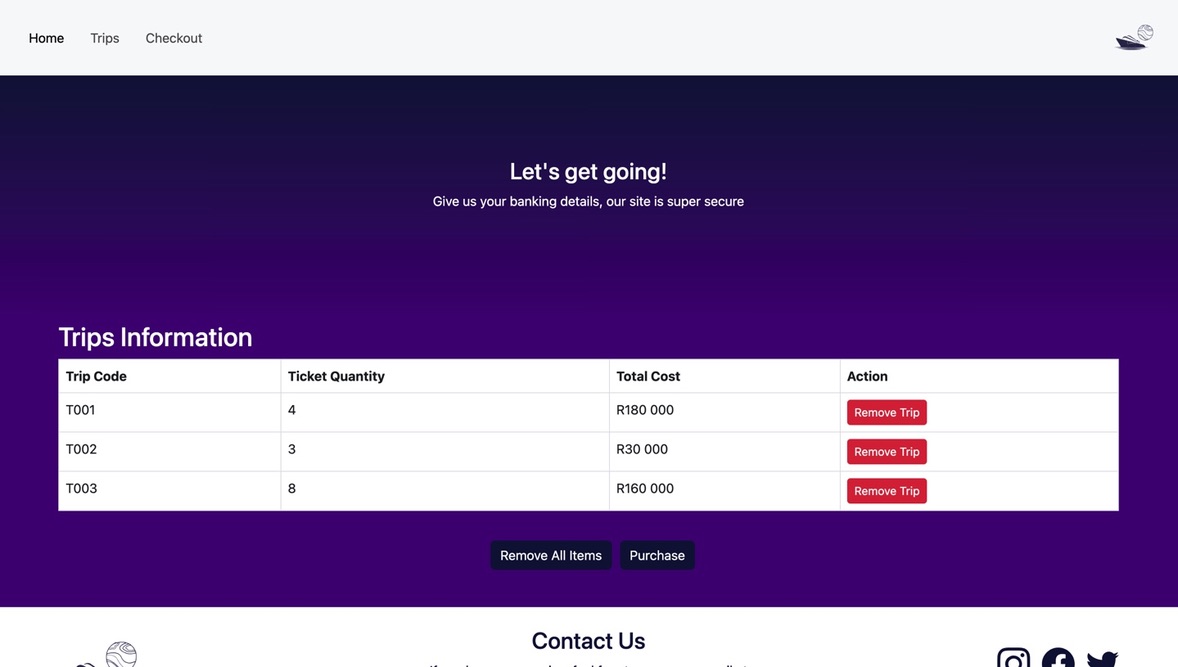 Home Trips Checkout
Let's get going!
Give us your banking details, our site is super secure
Trips Information
Trip Code Ticket Quantity Total Cost Action
T001 4 R180 000 Remove Trip
T002 3 R30 000 Remove Trip
T003 8 R160 000 Remove Trip
Remove All Items Purchase
Contact Us